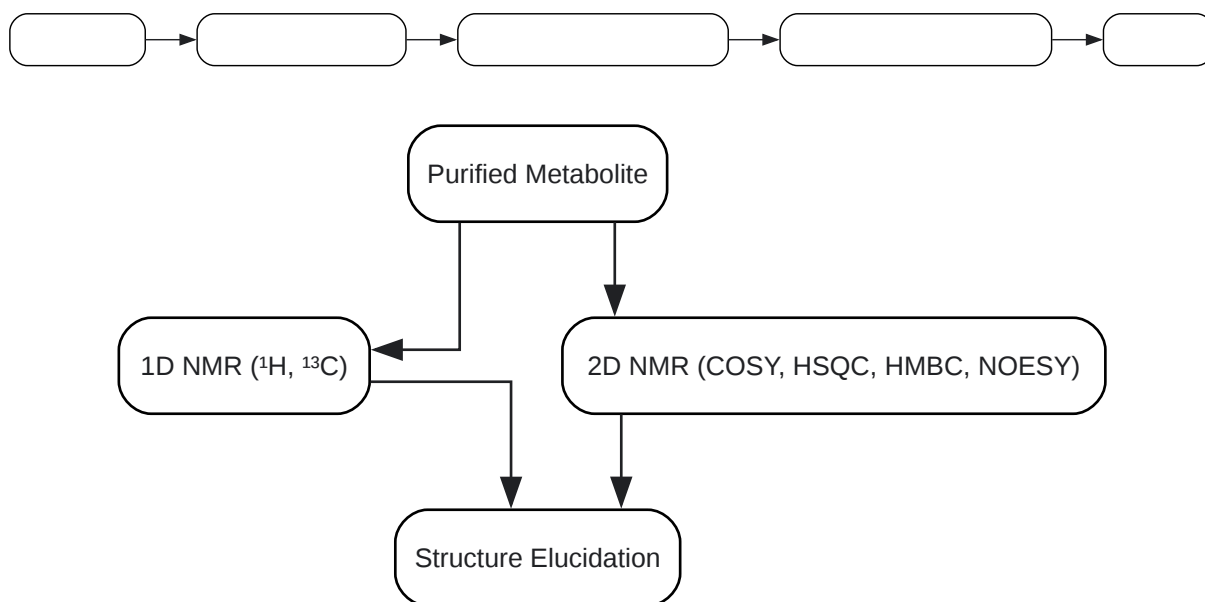 Purified Metabolite
1D NMR (¹H, ¹³C)
2D NMR (COSY, HSQC, HMBC, NOESY)
Structure Elucidation